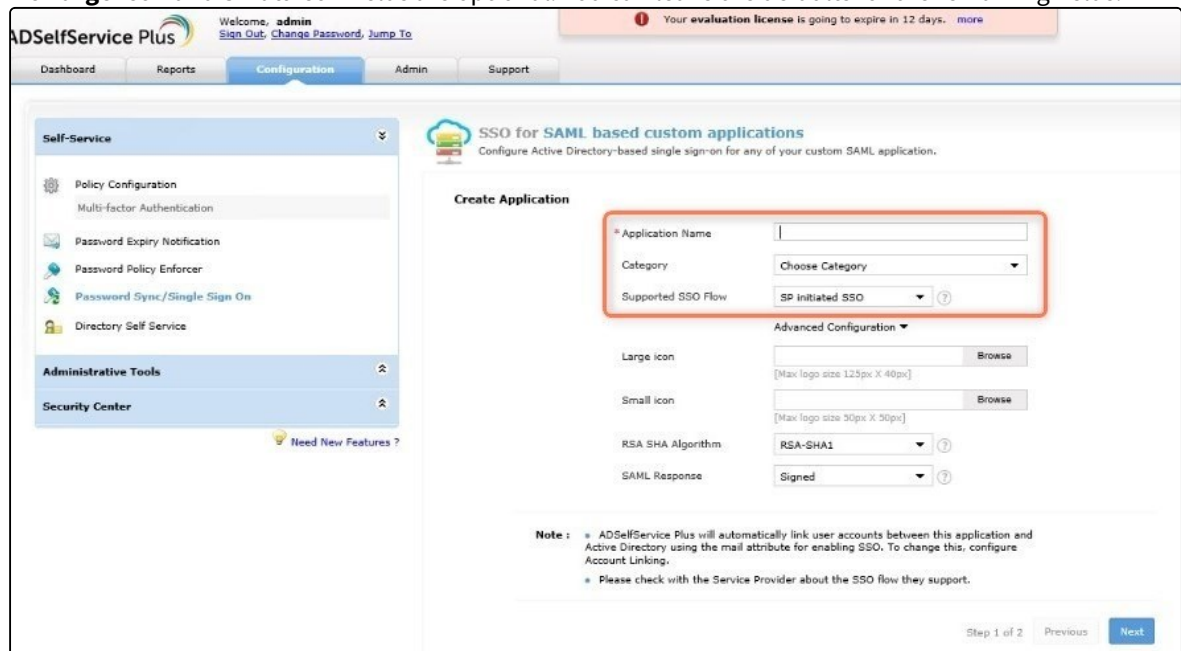 ADSelfService Plus
Welcome, admin
Sign Out, Change Password, Jump To
Your evaluation license is going to expire in 12 days. more
Dashboard Reports Configuration Admin Support
Self-Service
Policy Configuration
Multi-factor Authentication
Password Expiry Notification
Password Policy Enforcer
Password Sync/Single Sign On
Directory Self Service
Administrative Tools
Security Center
Need New Features ?
SSO for SAML based custom applications
Configure Active Directory-based single sign-on for any of your custom SAML application.
Create Application
* Application Name
Category Choose Category
Supported SSO Flow SP initiated SSO ?
Advanced Configuration
Large icon Browse
[Max logo size 125px X 40px]
Small icon Browse
[Max logo size 50px X 50px]
RSA SHA Algorithm RSA-SHA1 ?
SAML Response Signed ?
Note : ADSelfService Plus will automatically link user accounts between this application and
Active Directory using the mail attribute for enabling SSO. To change this, configure
Account Linking.
Please check with the Service Provider about the SSO flow they support.
Step 1 of 2 Previous Next